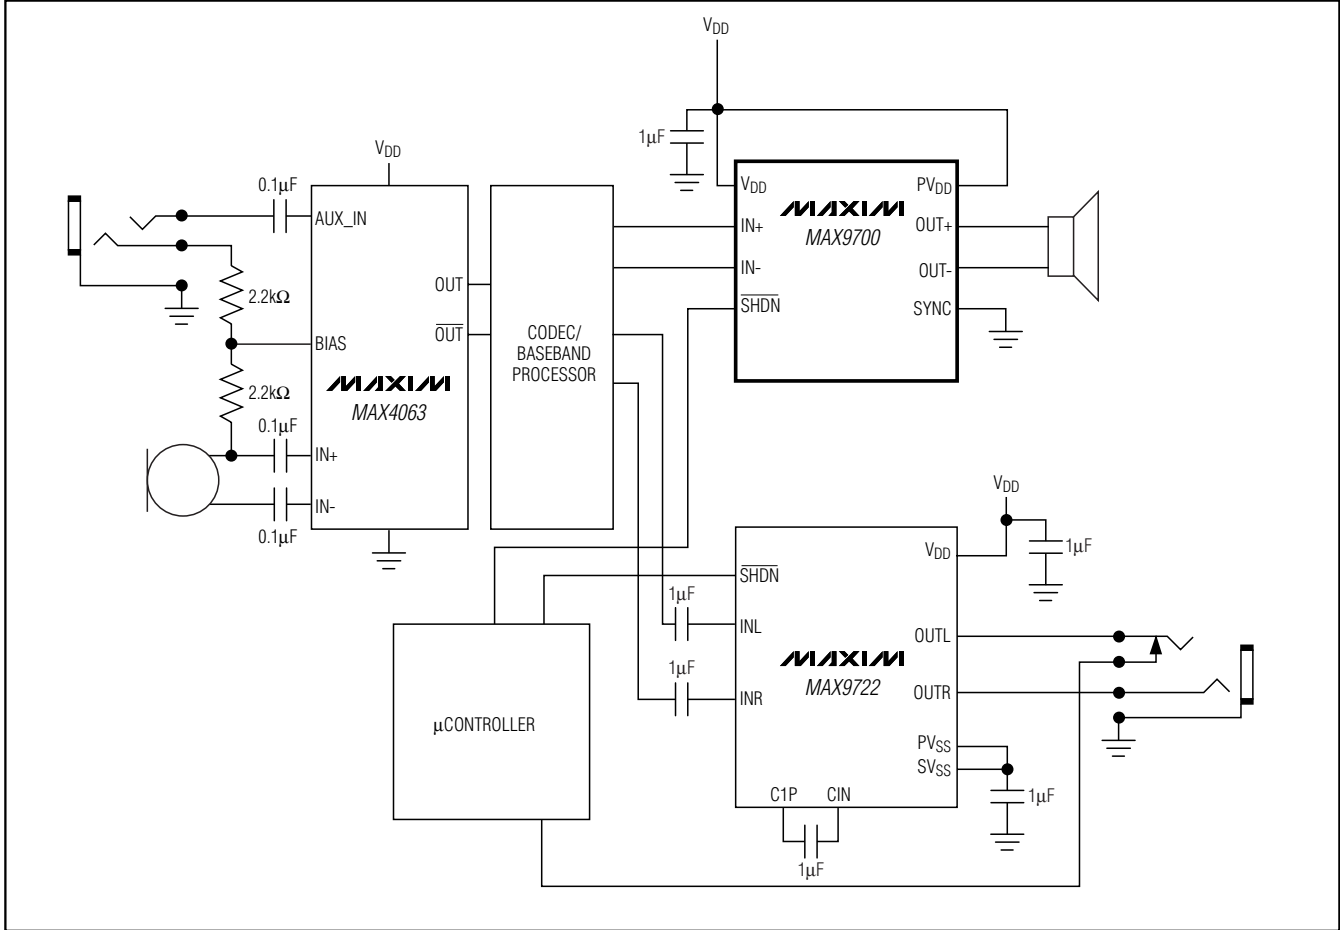 VDD
1µF
VDD
0.1µF
AUX_IN
2.2kΩ
OUT
OUT
BIAS
2.2kΩ
MAXIM
MAX4063
0.1µF
IN+
IN-
0.1µF
CODEC/
BASEBAND
PROCESSOR
VDD
PVDD
MAXIM
MAX9700
IN+
OUT+
IN-
OUT-
SHDN
SYNC
VDD
VDD
1µF
SHDN
1µF
INL
OUTL
MAXIM
MAX9722
1µF
INR
OUTR
µCONTROLLER
PVSS
SVSS
1µF
C1P
CIN
1µF